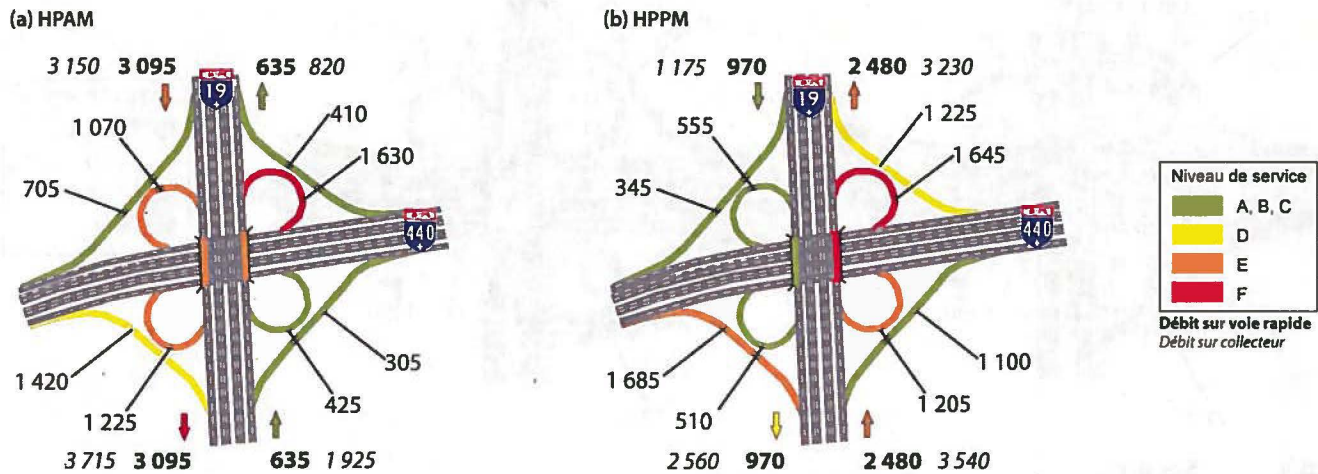 (a) HPAM
3 150 3 095 635 820
19
410
1 070
1 630
705
440
305
1 420
1 225
425
3 715 3 095 635 1 925
(b) HPPM
1 175 970 2 480 3 230
19
1 225
555
1 645
345
440
1 100
1 685
510
1 205
2 560 970 2 480 3 540
Niveau de service
A, B, C
D
E
F
Débit sur voie rapide
Débit sur collecteur